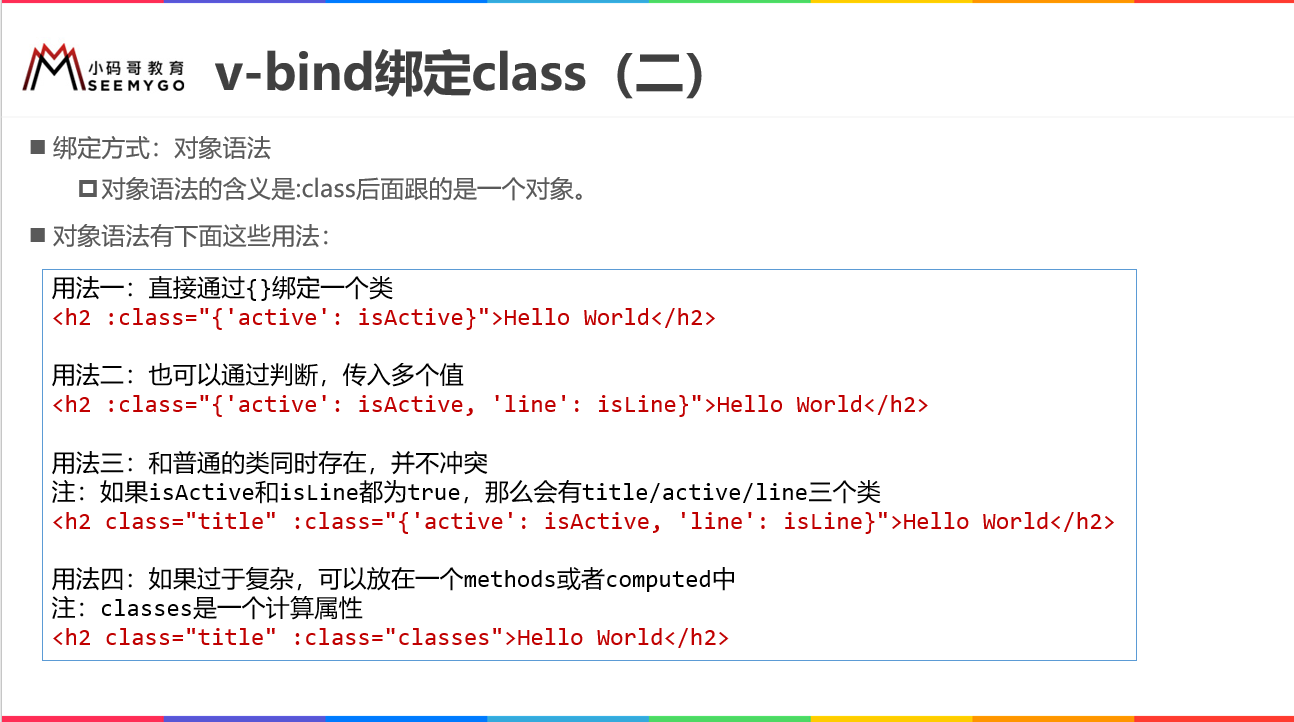 小码哥教育
SEEMYGO
v-bind绑定class（二）
绑定方式：对象语法
对象语法的含义是:class后面跟的是一个对象。
对象语法有下面这些用法：
用法一：直接通过{}绑定一个类
<h2 :class="{'active': isActive}">Hello World</h2>
用法二：也可以通过判断，传入多个值
<h2 :class="{'active': isActive, 'line': isLine}">Hello World</h2>
用法三：和普通的类同时存在，并不冲突
注：如果isActive和isLine都为true，那么会有title/active/line三个类
<h2 class="title" :class="{'active': isActive, 'line': isLine}">Hello World</h2>
用法四：如果过于复杂，可以放在一个methods或者computed中
注：classes是一个计算属性
<h2 class="title" :class="classes">Hello World</h2>